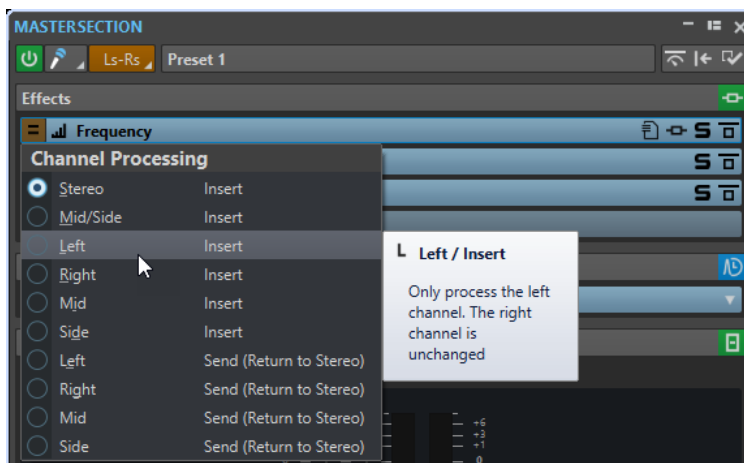 MASTERSECTION
Ls-Rs Preset 1
Effects
Frequency S
Channel Processing
S
Stereo Insert
S
Mid/Side Insert
Left Insert
L Left / Insert
Right Insert
Only process the left
channel. The right
channel is
unchanged
Mid Insert
Side Insert
Left Send (Return to Stereo)
Right Send (Return to Stereo)
Mid Send (Return to Stereo)
Side Send (Return to Stereo)
+6
+3
+1
0